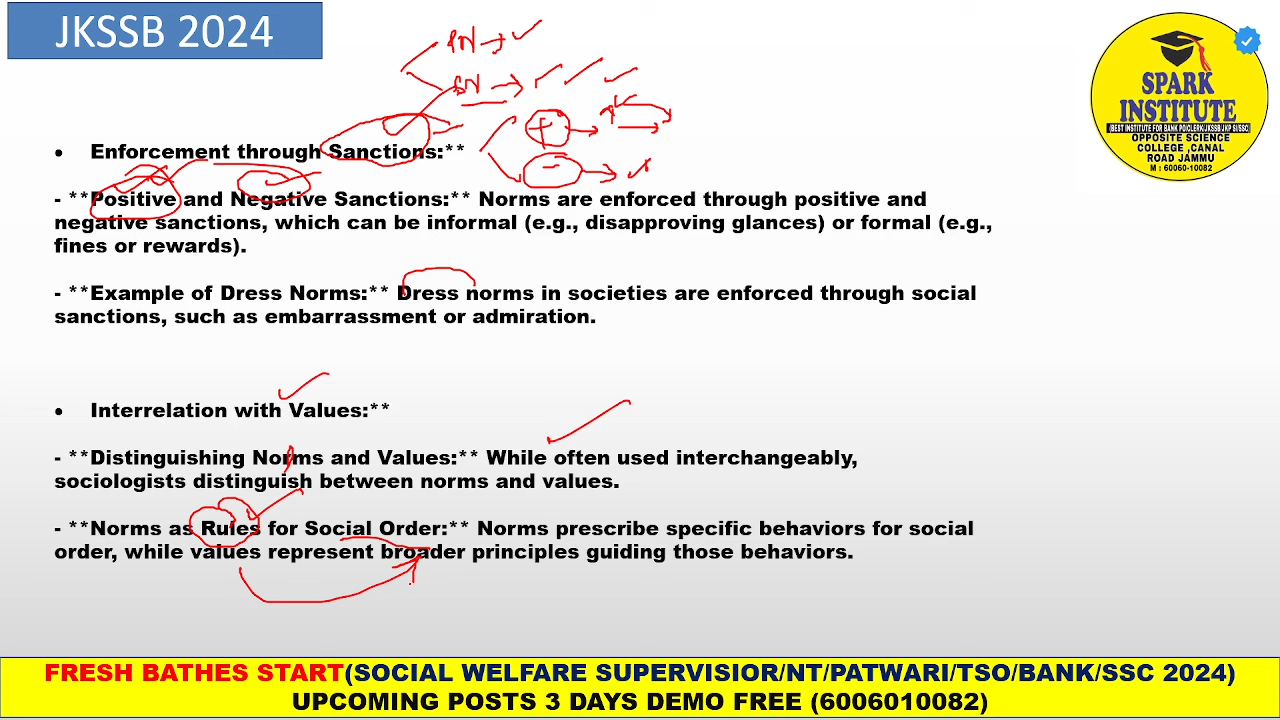 JKSSB 2024
SPARK
INSTITUTE
(BEST INSTITUTE FOR BANK PO/CLERK/JKSSB/JKP SI/SSC)
OPPOSITE SCIENCE
COLLEGE ,CANAL
ROAD JAMMU
M : 60060-10082
• Enforcement through Sanctions:**
- **Positive and Negative Sanctions:** Norms are enforced through positive and
negative sanctions, which can be informal (e.g., disapproving glances) or formal (e.g.,
fines or rewards).
- **Example of Dress Norms:** Dress norms in societies are enforced through social
sanctions, such as embarrassment or admiration.
• Interrelation with Values:**
- **Distinguishing Norms and Values:** While often used interchangeably,
sociologists distinguish between norms and values.
- **Norms as Rules for Social Order:** Norms prescribe specific behaviors for social
order, while values represent broader principles guiding those behaviors.
FRESH BATHES START(SOCIAL WELFARE SUPERVISIOR/NT/PATWARI/TSO/BANK/SSC 2024)
UPCOMING POSTS 3 DAYS DEMO FREE (6006010082)